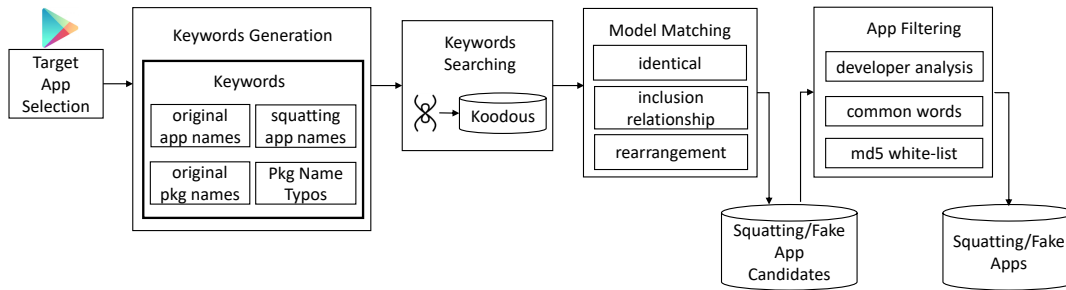 Target
App
Selection
Keywords Generation
Keywords
original
app names
squatting
app names
original
pkg names
Pkg Name
Typos
Keywords
Searching
Koodous
Model Matching
identical
inclusion
relationship
rearrangement
Squatting/Fake
App
Candidates
App Filtering
developer analysis
common words
md5 white-list
Squatting/Fake
Apps